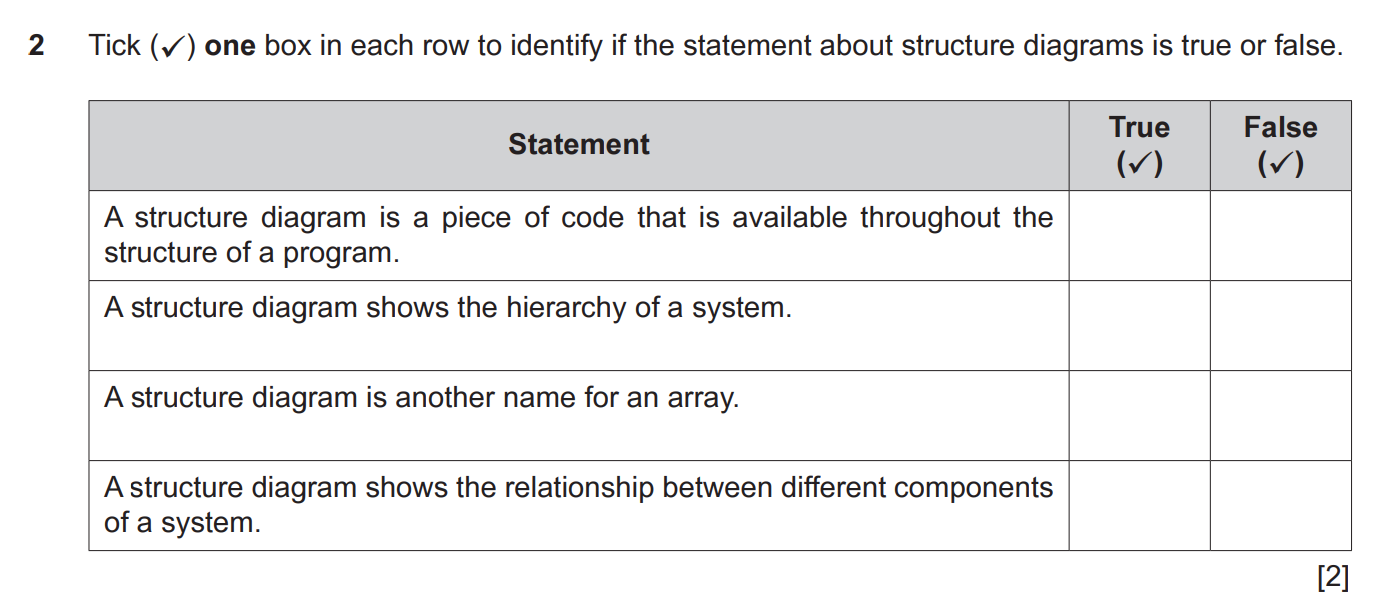 2 Tick (✓) one box in each row to identify if the statement about structure diagrams is true or false.
Statement True (✓) False (✓)
A structure diagram is a piece of code that is available throughout the
structure of a program.
A structure diagram shows the hierarchy of a system.
A structure diagram is another name for an array.
A structure diagram shows the relationship between different components
of a system.
[2]